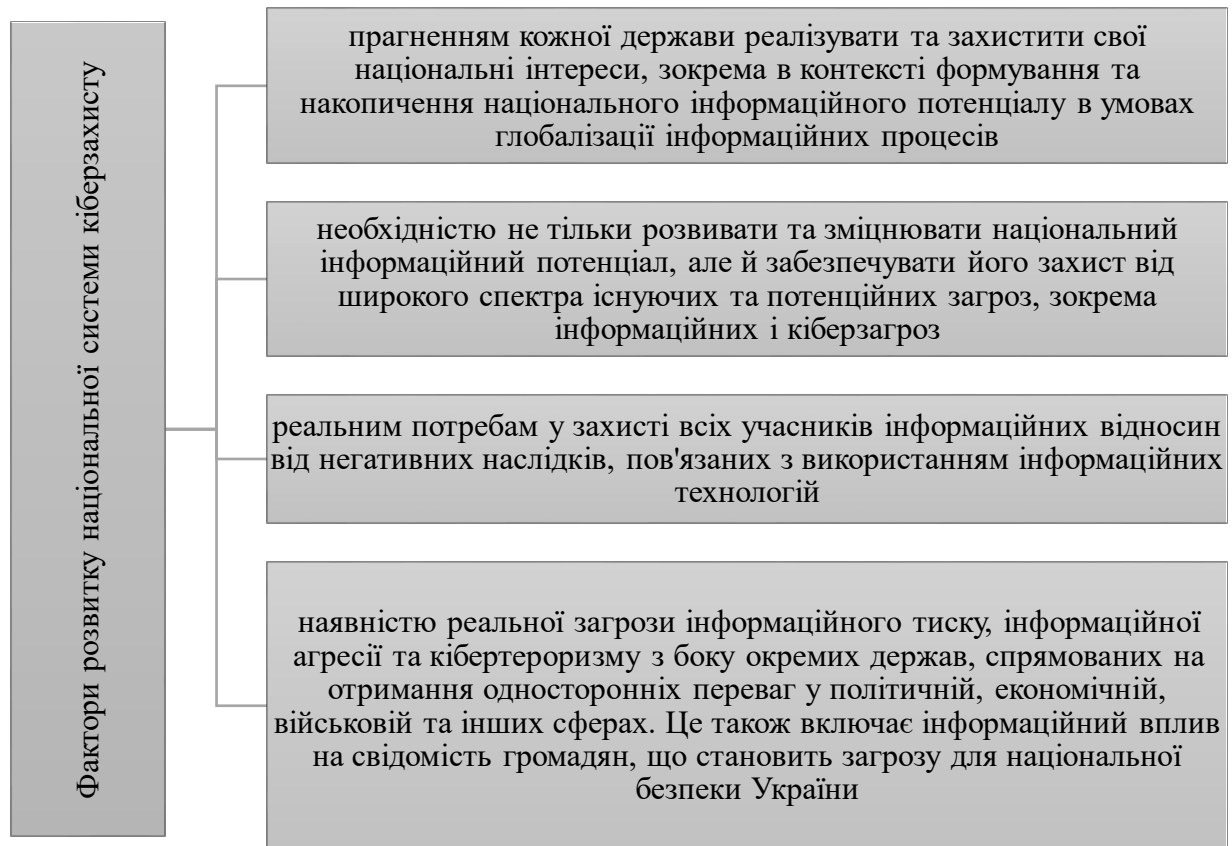 Фактори розвитку національної системи кіберзахисту
прагненням кожної держави реалізувати та захистити свої
національні інтереси, зокрема в контексті формування та
накопичення національного інформаційного потенціалу в умовах
глобалізації інформаційних процесів
необхідністю не тільки розвивати та зміцнювати національний
інформаційний потенціал, але й забезпечувати його захист від
широкого спектра існуючих та потенційних загроз, зокрема
інформаційних і кіберзагроз
реальним потребам у захисті всіх учасників інформаційних відносин
від негативних наслідків, пов'язаних з використанням інформаційних
технологій
наявністю реальної загрози інформаційного тиску, інформаційної
агресії та кібертероризму з боку окремих держав, спрямованих на
отримання односторонніх переваг у політичній, економічній,
військовій та інших сферах. Це також включає інформаційний вплив
на свідомість громадян, що становить загрозу для національної
безпеки України